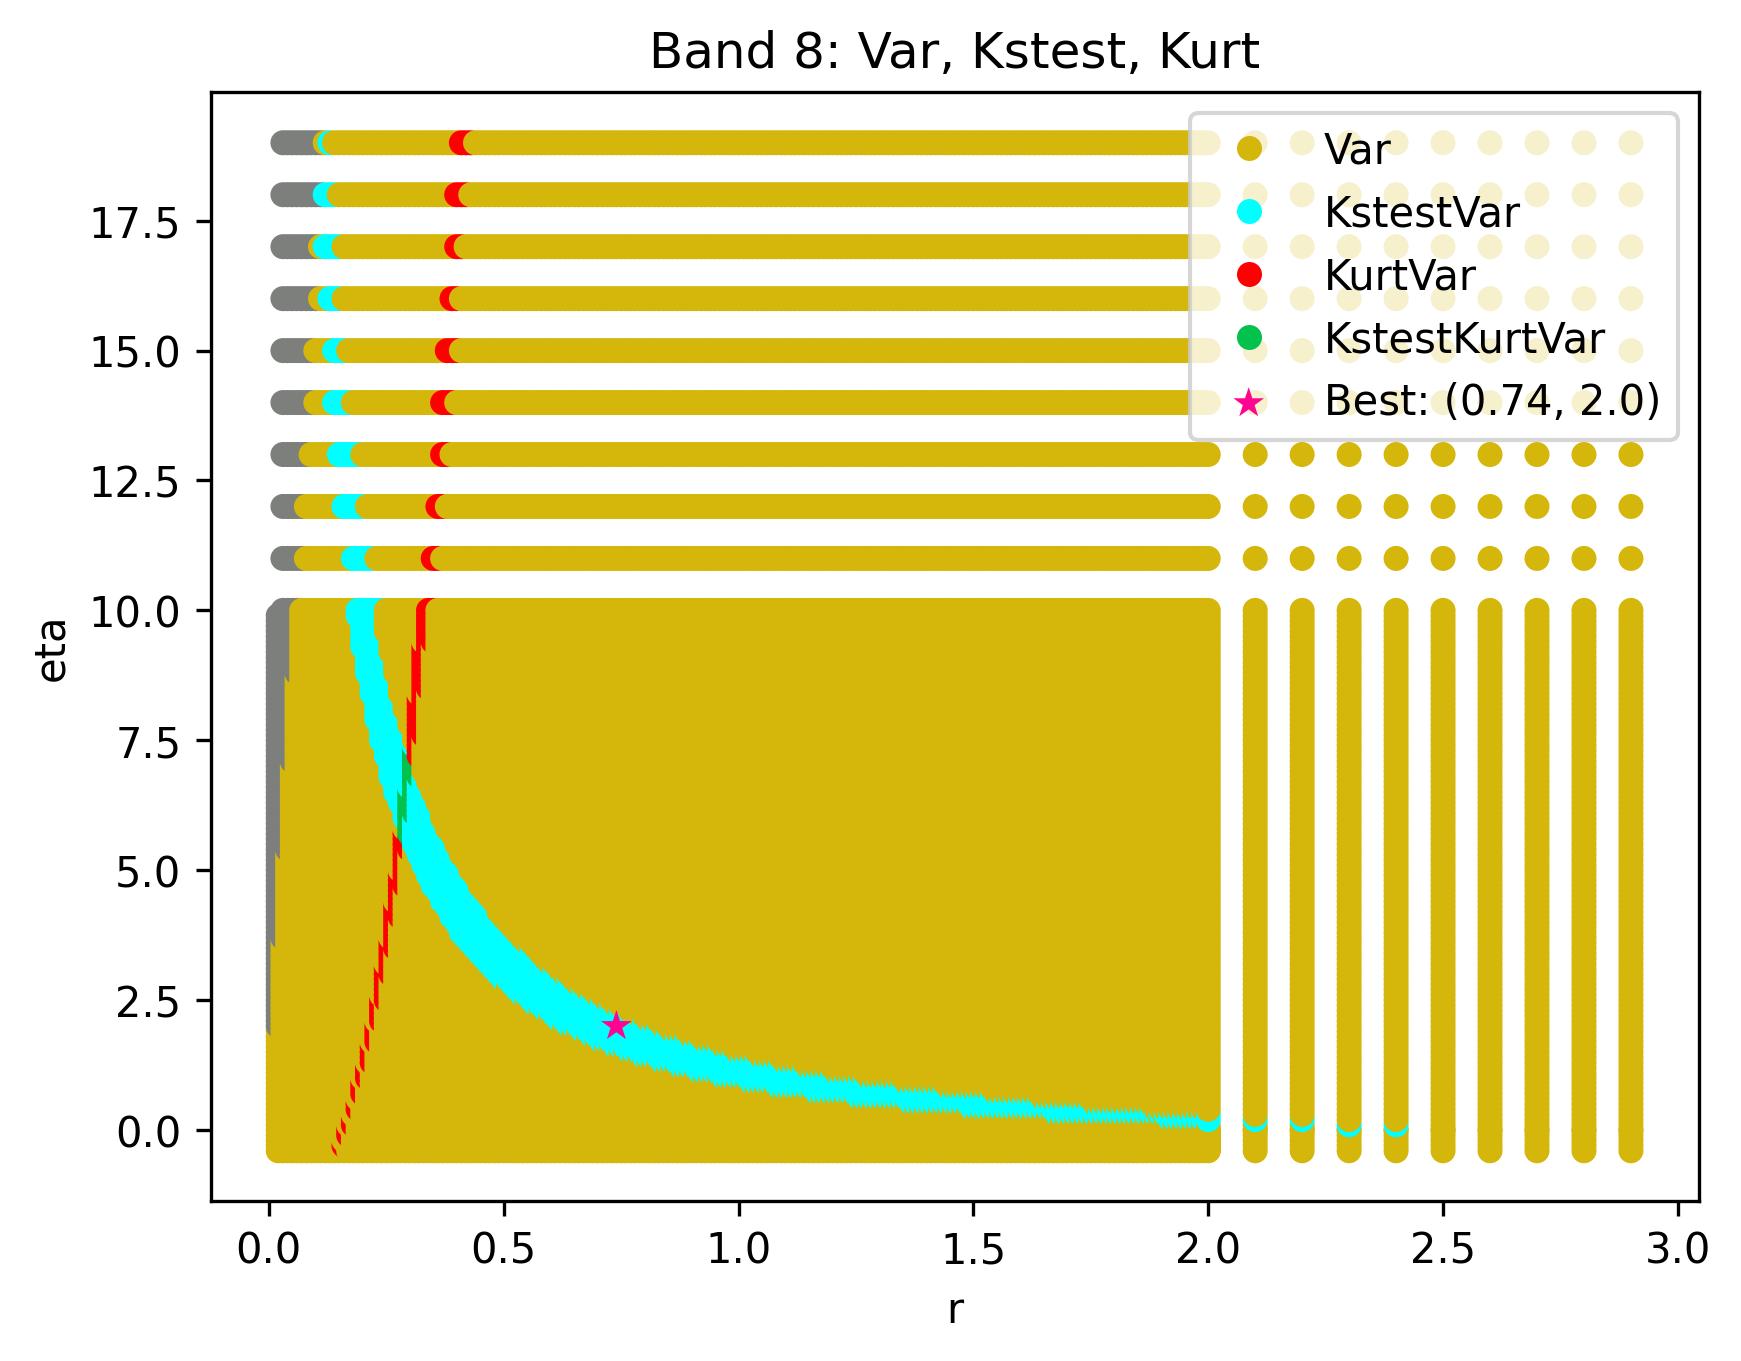 Band 8: Var, Kstest, Kurt
Var
KstestVar
KurtVar
KstestKurtVar
Best: (0.74, 2.0)
eta
17.5
15.0
12.5
10.0
7.5
5.0
2.5
0.0
0.0 0.5 1.0 1.5 2.0 2.5 3.0
r